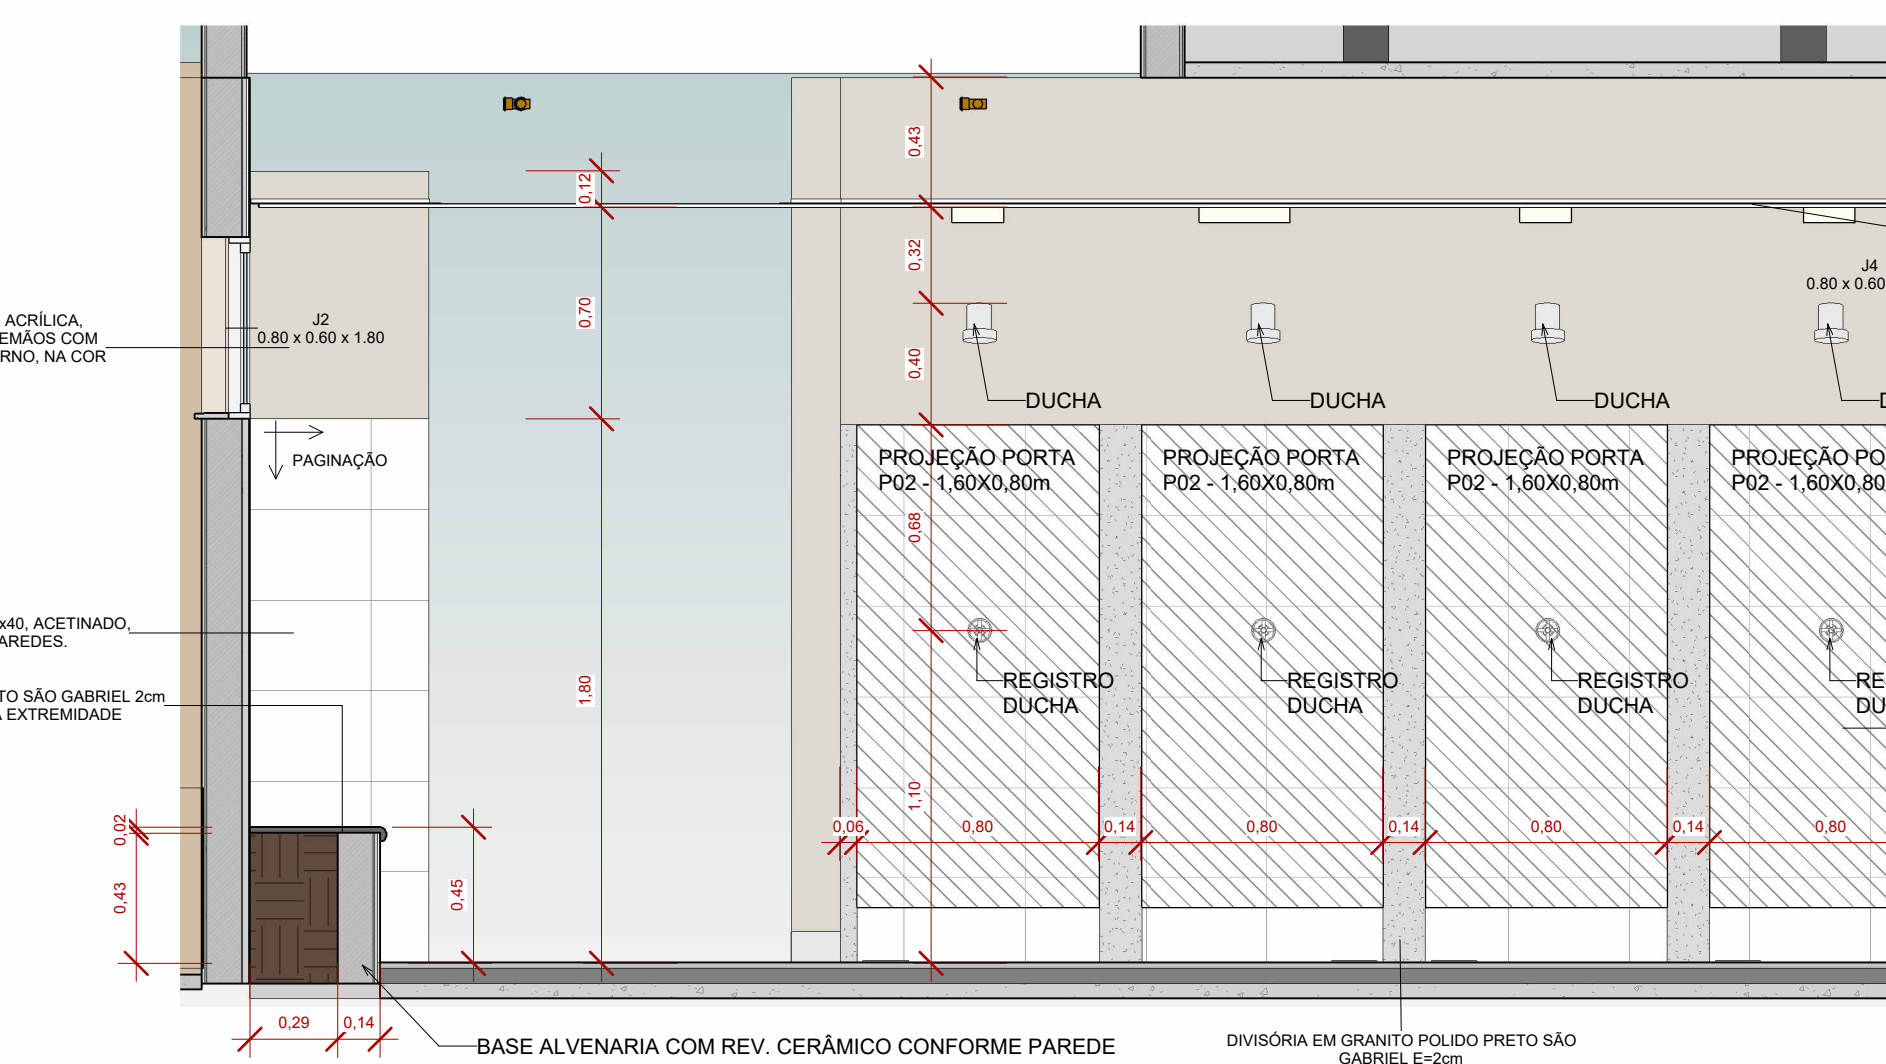 0,43
0,12
0,32
J4
0.80 x 0.60
0,70
J2
0.80 x 0.60 x 1.80
ACRÍLICA,
EMÃOS COM
RNO, NA COR
0,40
DUCHA
DUCHA
DUCHA
PAGINAÇÃO
PROJEÇÃO PORTA
P02 - 1,60X0,80m
PROJEÇÃO PORTA
P02 - 1,60X0,80m
PROJEÇÃO PORTA
P02 - 1,60X0,80m
PROJEÇÃO PO
P02 - 1,60X0,80
0,68
x40, ACETINADO,
AREDES.
1,80
REGISTRO
DUCHA
REGISTRO
DUCHA
REGISTRO
DUCHA
RE
DU
TO SÃO GABRIEL 2cm
A EXTREMIDADE
1,10
0,02
0,43
0,45
0,06
0,80
0,14
0,80
0,14
0,80
0,14
0,80
0,29
0,14
BASE ALVENARIA COM REV. CERÂMICO CONFORME PAREDE
DIVISÓRIA EM GRANITO POLIDO PRETO SÃO
GABRIEL E=2cm